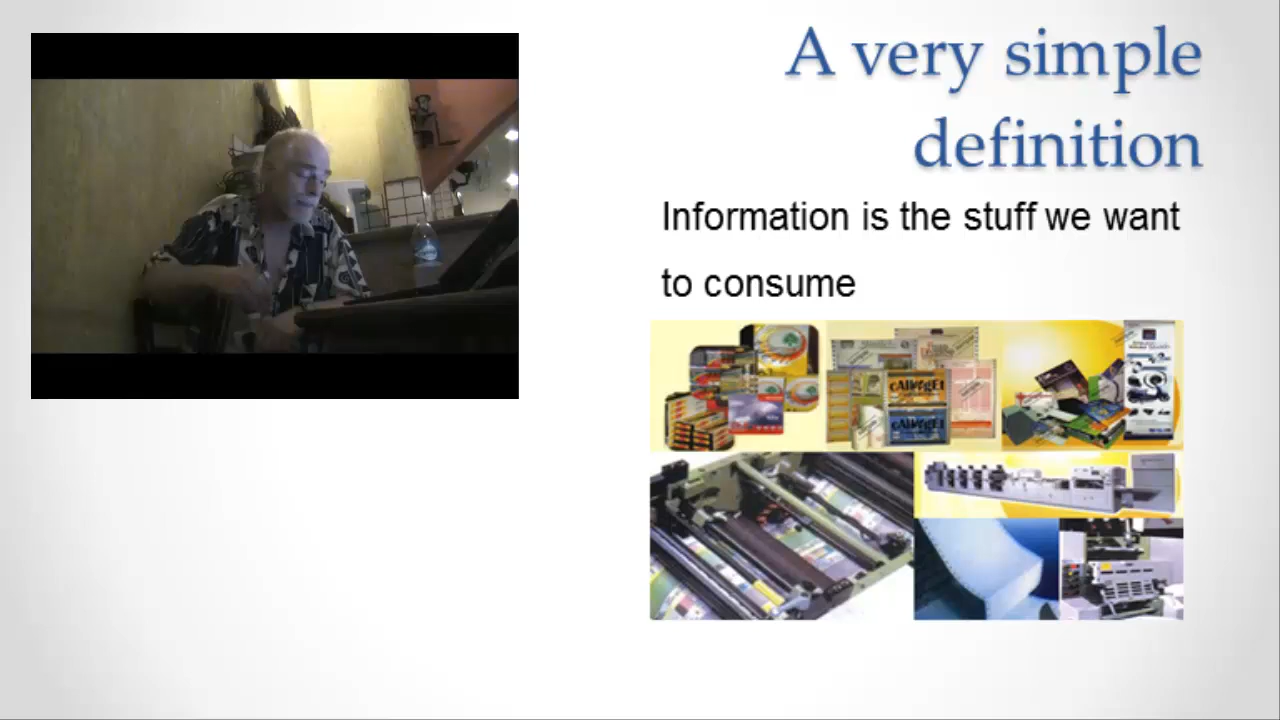 A very simple
definition
Information is the stuff we want
to consume